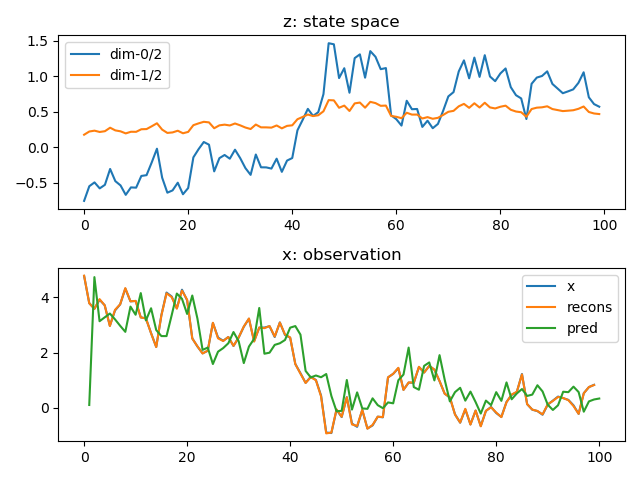 z: state space
1.5
1.0
0.5
0.0
−0.5
dim-0/2
dim-1/2
0 20 40 60 80 100
x: observation
4
2
0
x
recons
pred
0 20 40 60 80 100